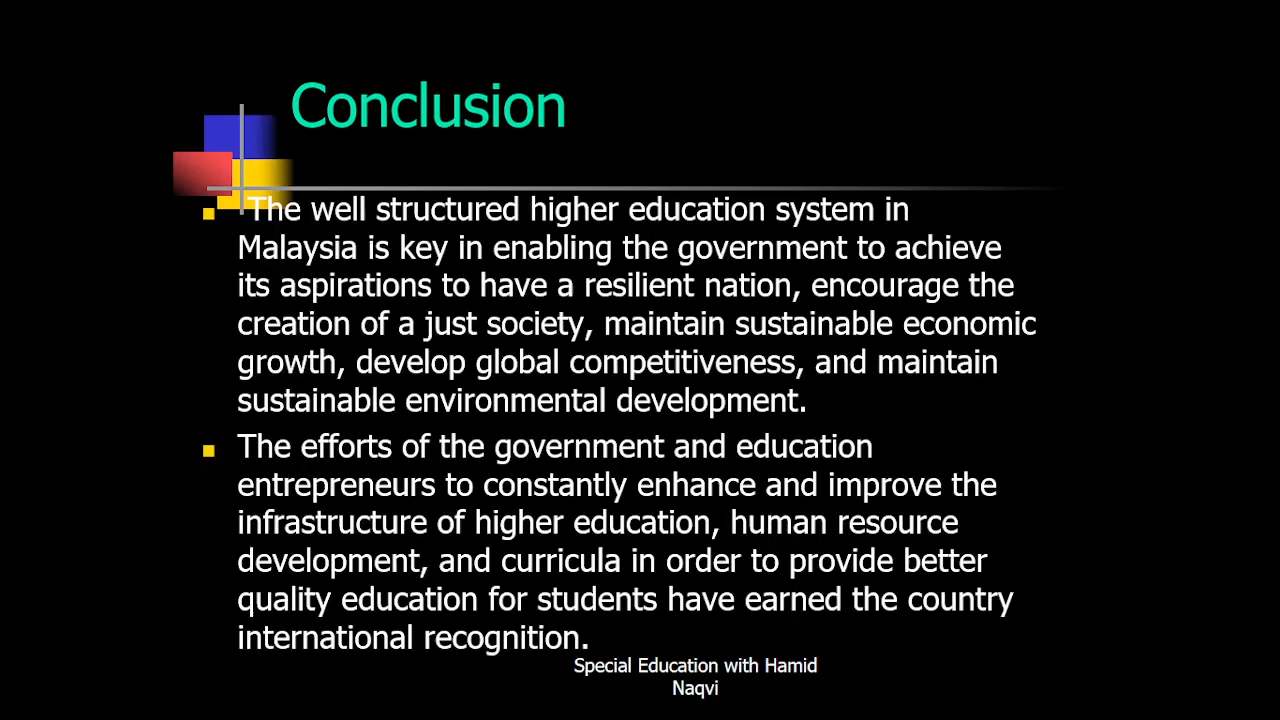 Conclusion
The well structured higher education system in
Malaysia is key in enabling the government to achieve
its aspirations to have a resilient nation, encourage the
creation of a just society, maintain sustainable economic
growth, develop global competitiveness, and maintain
sustainable environmental development.
The efforts of the government and education
entrepreneurs to constantly enhance and improve the
infrastructure of higher education, human resource
development, and curricula in order to provide better
quality education for students have earned the country
international recognition.
Special Education with Hamid
Naqvi